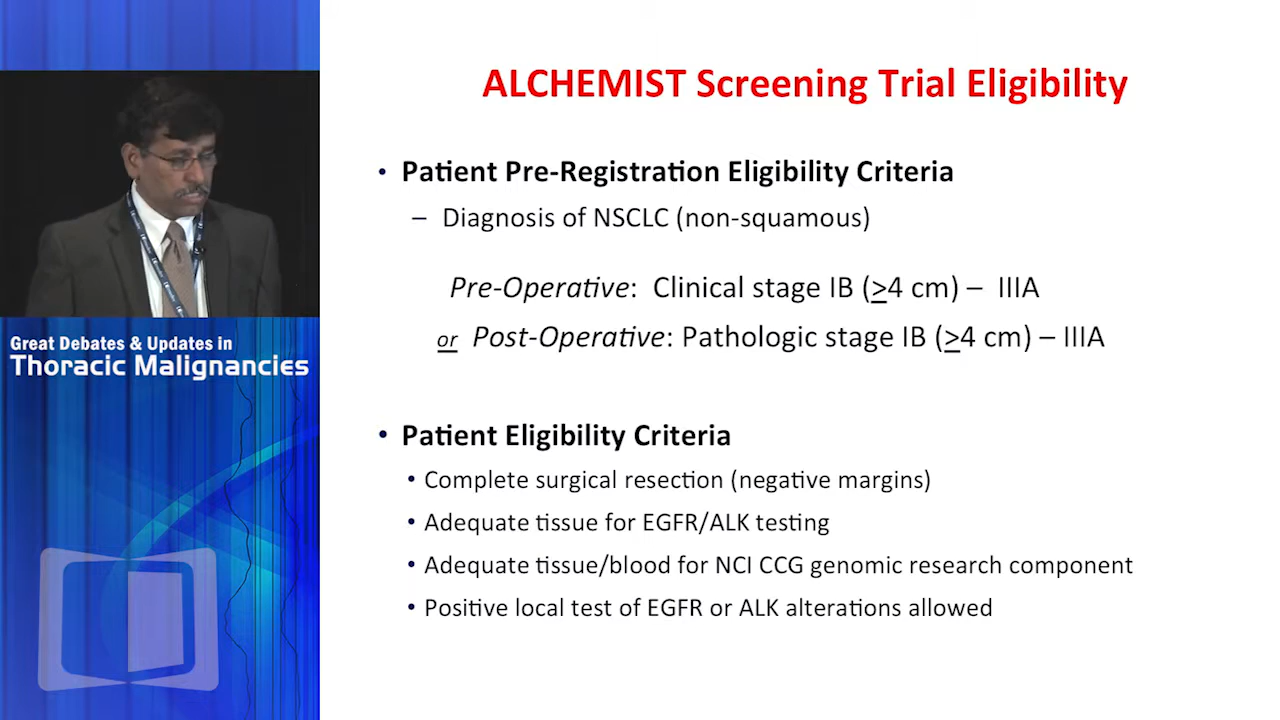 ALCHEMIST Screening Trial Eligibility
• Patient Pre-Registration Eligibility Criteria
– Diagnosis of NSCLC (non-squamous)
Pre-Operative: Clinical stage IB (≥4 cm) – IIIA
or Post-Operative: Pathologic stage IB (≥4 cm) – IIIA
• Patient Eligibility Criteria
• Complete surgical resection (negative margins)
• Adequate tissue for EGFR/ALK testing
• Adequate tissue/blood for NCI CCG genomic research component
• Positive local test of EGFR or ALK alterations allowed
Great Debates & Updates in
Thoracic Malignancies